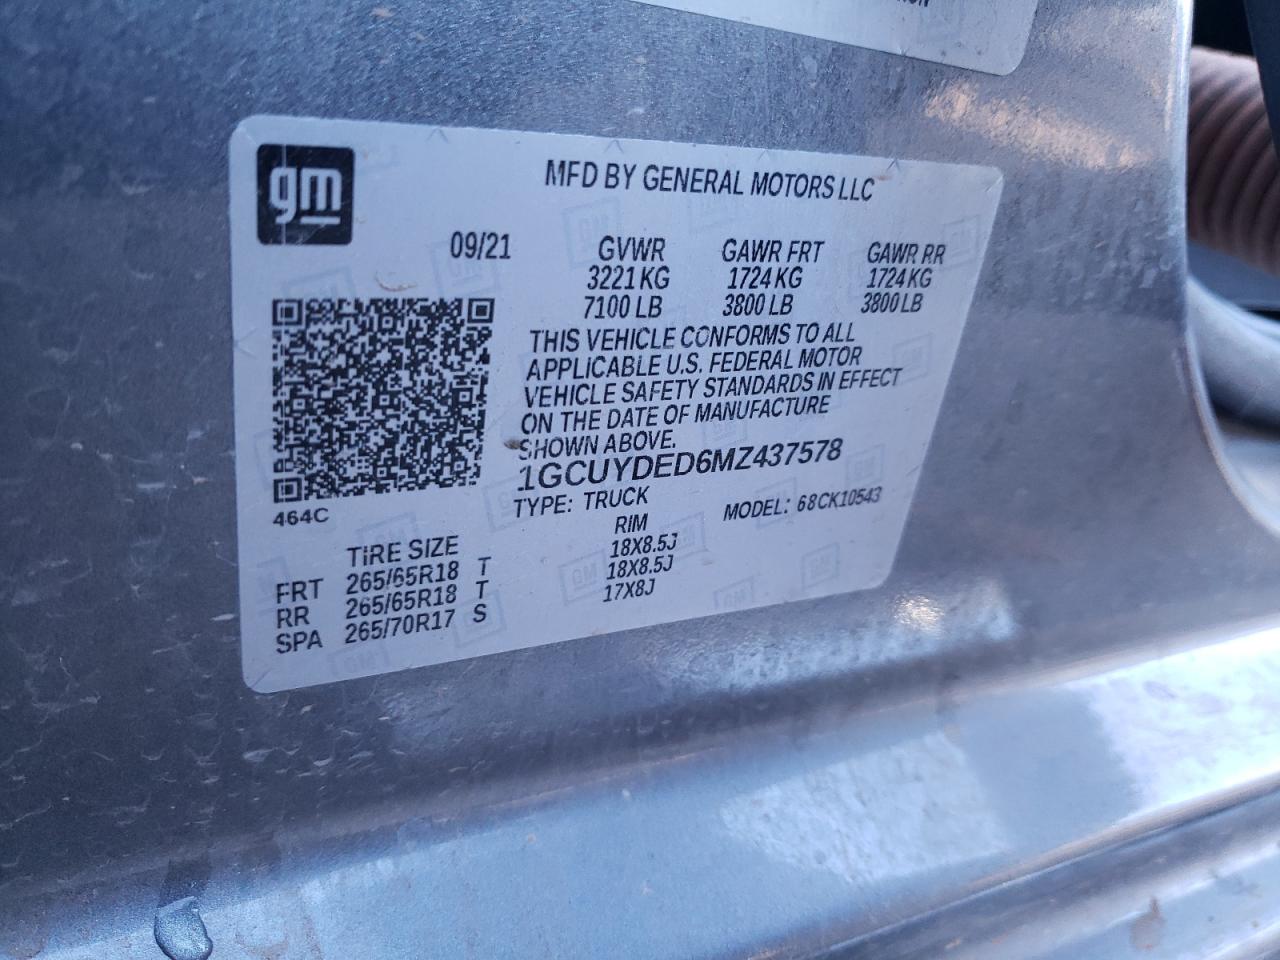 gm
MFD BY GENERAL MOTORS LLC
09/21 GVWR GAWR FRT GAWR RR
3221 KG 1724 KG 1724 KG
7100 LB 3800 LB 3800 LB
THIS VEHICLE CONFORMS TO ALL
APPLICABLE U.S. FEDERAL MOTOR
VEHICLE SAFETY STANDARDS IN EFFECT
ON THE DATE OF MANUFACTURE
SHOWN ABOVE.
1GCUYDED6MZ437578
464C
TYPE: TRUCK MODEL: 68CK10543
TIRE SIZE RIM
FRT 265/65R18 T 18X8.5J
RR 265/65R18 T 18X8.5J
SPA 265/70R17 S 17X8J